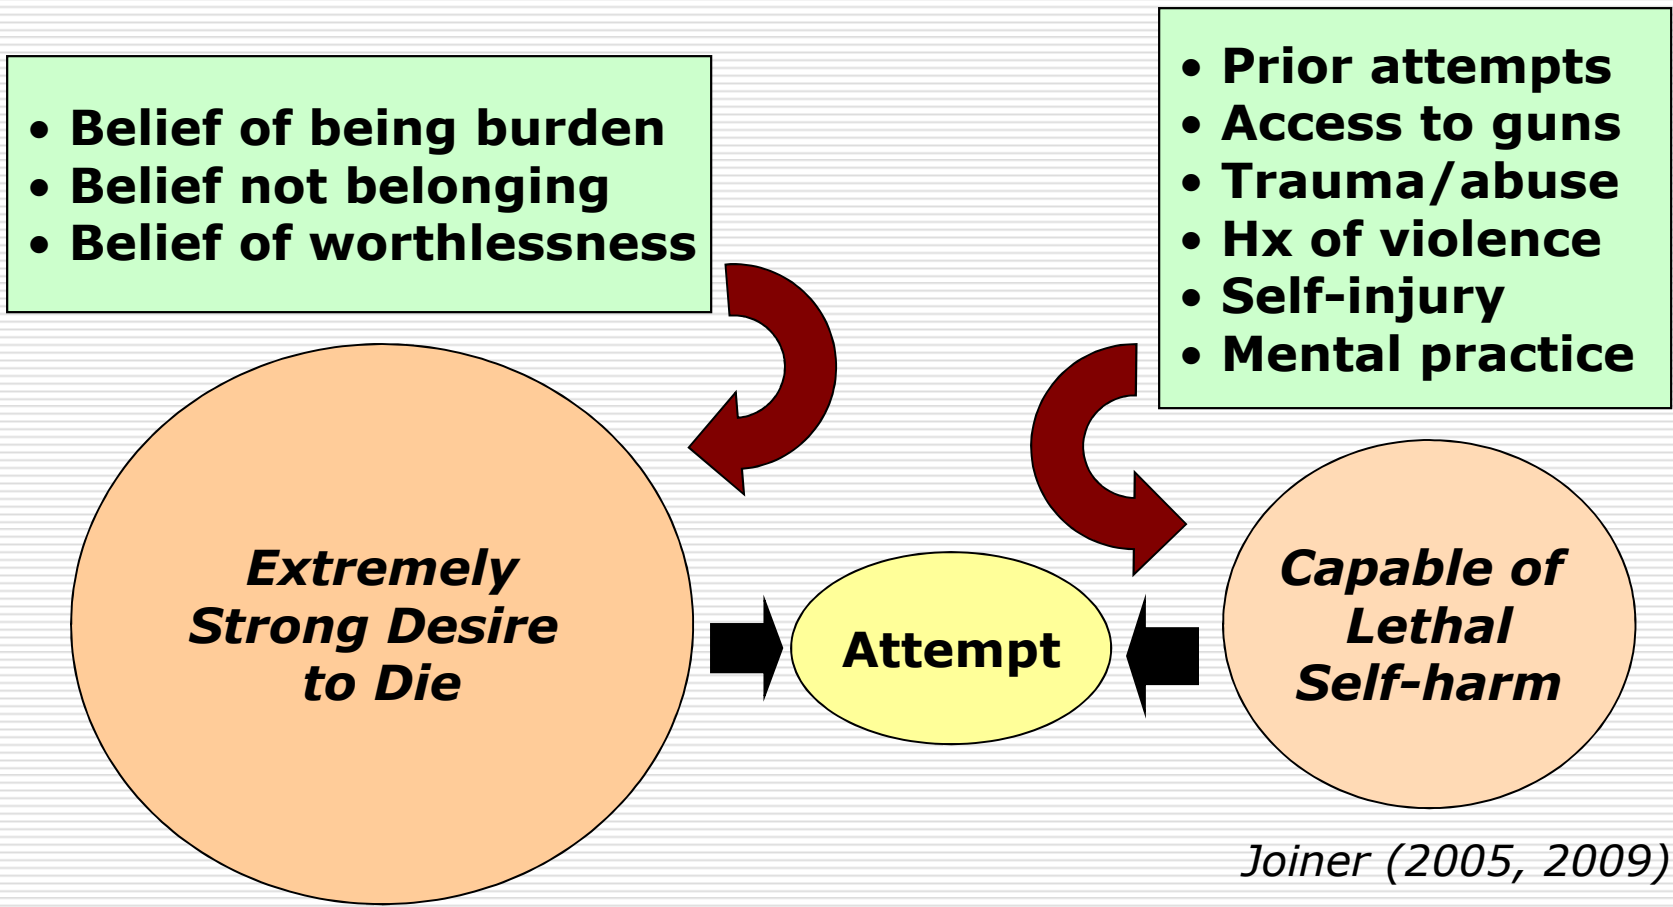 • Belief of being burden
• Belief not belonging
• Belief of worthlessness
• Prior attempts
• Access to guns
• Trauma/abuse
• Hx of violence
• Self-injury
• Mental practice
Extremely
Strong Desire
to Die
Attempt
Capable of
Lethal
Self-harm
Joiner (2005, 2009)